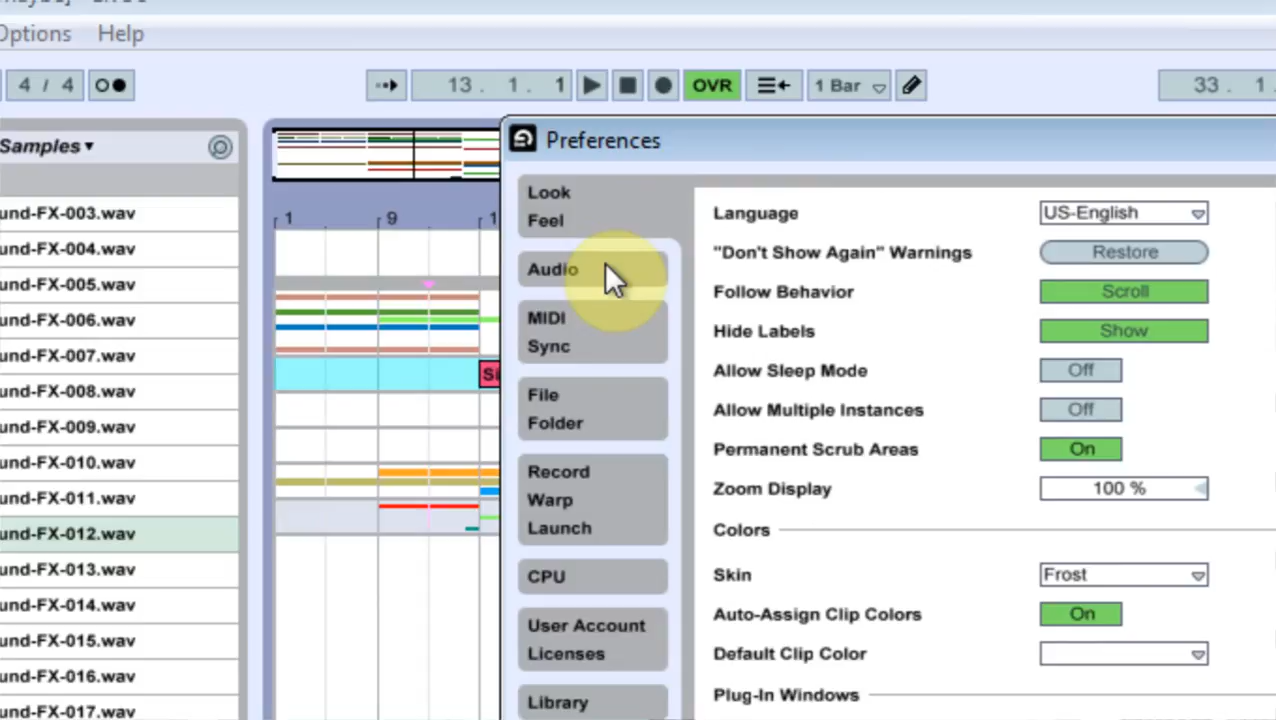 Options Help
4 / 4 13. 1. 1 OVR 1 Bar 33. 1.
Samples
und-FX-003.wav
und-FX-004.wav
und-FX-005.wav
und-FX-006.wav
und-FX-007.wav
und-FX-008.wav
und-FX-009.wav
und-FX-010.wav
und-FX-011.wav
und-FX-012.wav
und-FX-013.wav
und-FX-014.wav
und-FX-015.wav
und-FX-016.wav
und-FX-017.wav
1 9 1
Si
Preferences
Look
Feel
Audio
MIDI
Sync
File
Folder
Record
Warp
Launch
CPU
User Account
Licenses
Library
Language US-English
"Don't Show Again" Warnings Restore
Follow Behavior Scroll
Hide Labels Show
Allow Sleep Mode Off
Allow Multiple Instances Off
Permanent Scrub Areas On
Zoom Display 100 %
Colors
Skin Frost
Auto-Assign Clip Colors On
Default Clip Color
Plug-In Windows